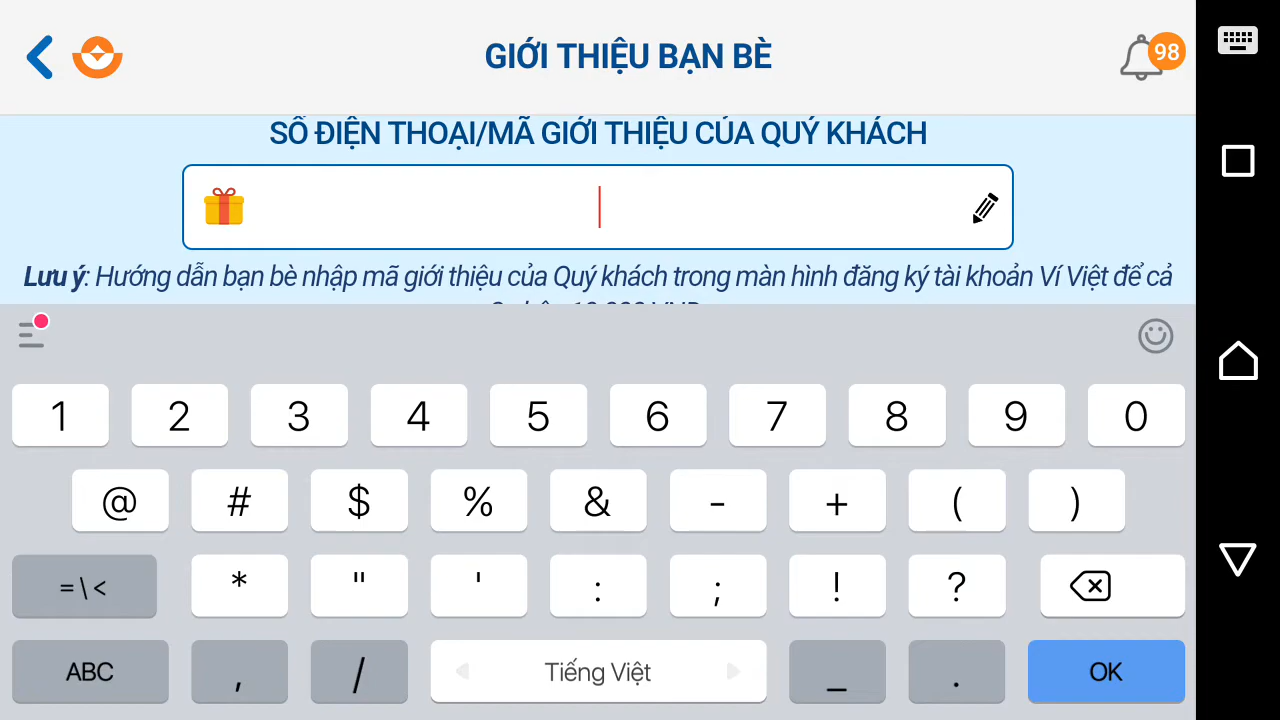 GIỚI THIỆU BẠN BÈ
98
SỐ ĐIỆN THOẠI/MÃ GIỚI THIỆU CỦA QUÝ KHÁCH
Lưu ý: Hướng dẫn bạn bè nhập mã giới thiệu của Quý khách trong màn hình đăng ký tài khoản Ví Việt để cả
1 2 3 4 5 6 7 8 9 0
@ # $ % & - + ( )
=\< * " ' : ; ! ?
ABC , / Tiếng Việt _ . OK